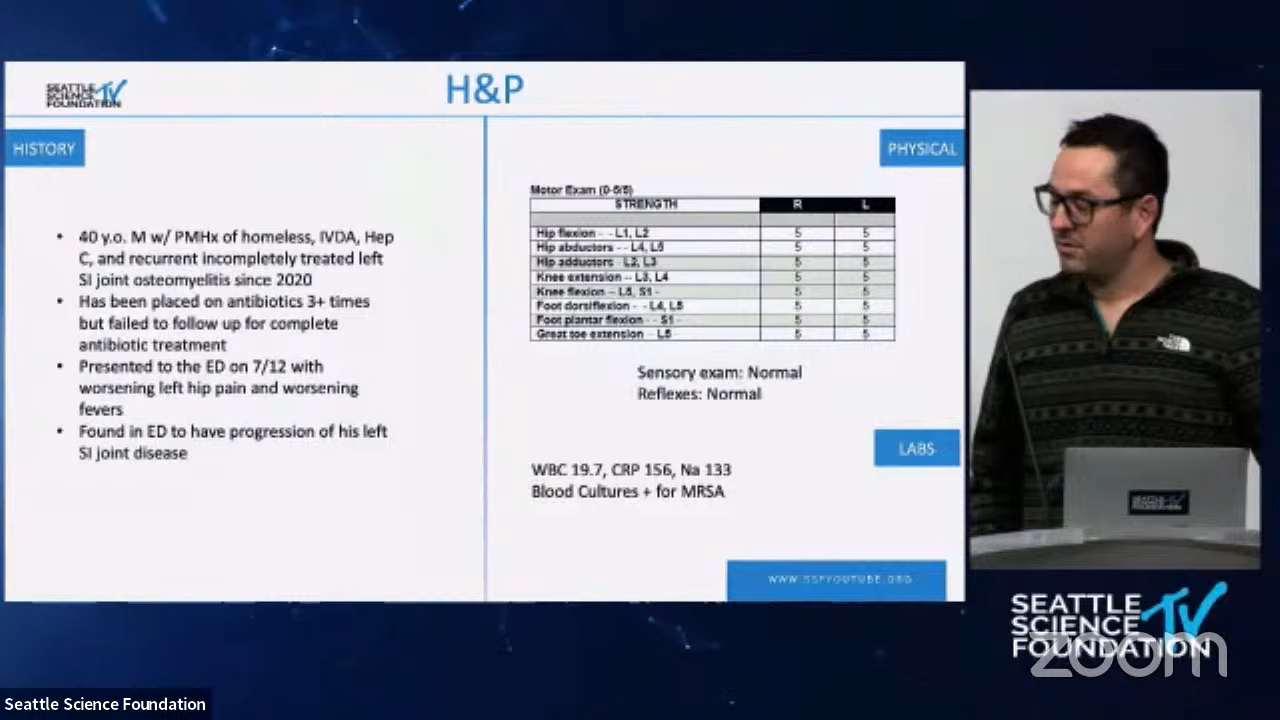 SEATTLE
SCIENCE TV
FOUNDATION
H&P
HISTORY
• 40 y.o. M w/ PMHx of homeless, IVDA, Hep
C, and recurrent incompletely treated left
SI joint osteomyelitis since 2020
• Has been placed on antibiotics 3+ times
but failed to follow up for complete
antibiotic treatment
• Presented to the ED on 7/12 with
worsening left hip pain and worsening
fevers
• Found in ED to have progression of his left
SI joint disease
PHYSICAL
Motor Exam (0-5/5)
STRENGTH R L
Hip flexion - - L1, L2 5 5
Hip abductors - - L4, L5 5 5
Hip adductors - L2, L3 5 5
Knee extension -- L3, L4 5 5
Knee flexion -- L5, S1 - 5 5
Foot dorsiflexion - - L4, L5 5 5
Foot plantar flexion - - S1 - 5 5
Great toe extension - L5 5 5
Sensory exam: Normal
Reflexes: Normal
LABS
WBC 19.7, CRP 156, Na 133
Blood Cultures + for MRSA
WWW.SSFYOUTUBE.ORG
SEATTLE
SCIENCE TV
FOUNDATION
SEATTLE
SCIENCE TV
FOUNDATION
zoom
Seattle Science Foundation